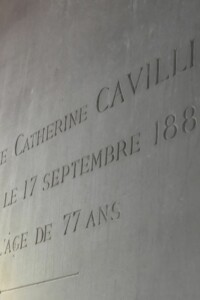 E CATHERINE CAVILLI
LE 17 SEPTEMBRE 188
L'ÂGE DE 77 ANS